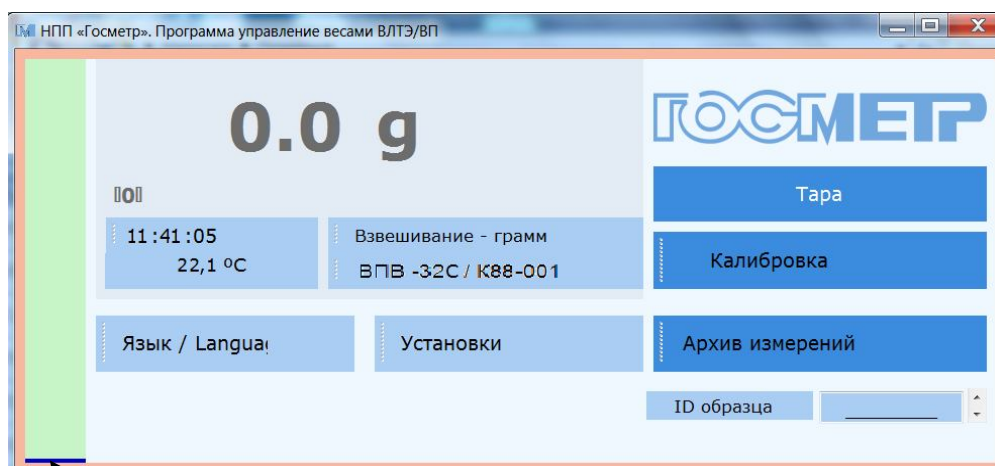 НПП «Госметр». Программа управление весами ВЛТЭ/ВП
0.0 g
ГОСМЕТР
0
Тара
11:41:05
22,1 ºC
Взвешивание - грамм
ВПВ -32С / К88-001
Калибровка
Язык / Langua
Установки
Архив измерений
ID образца